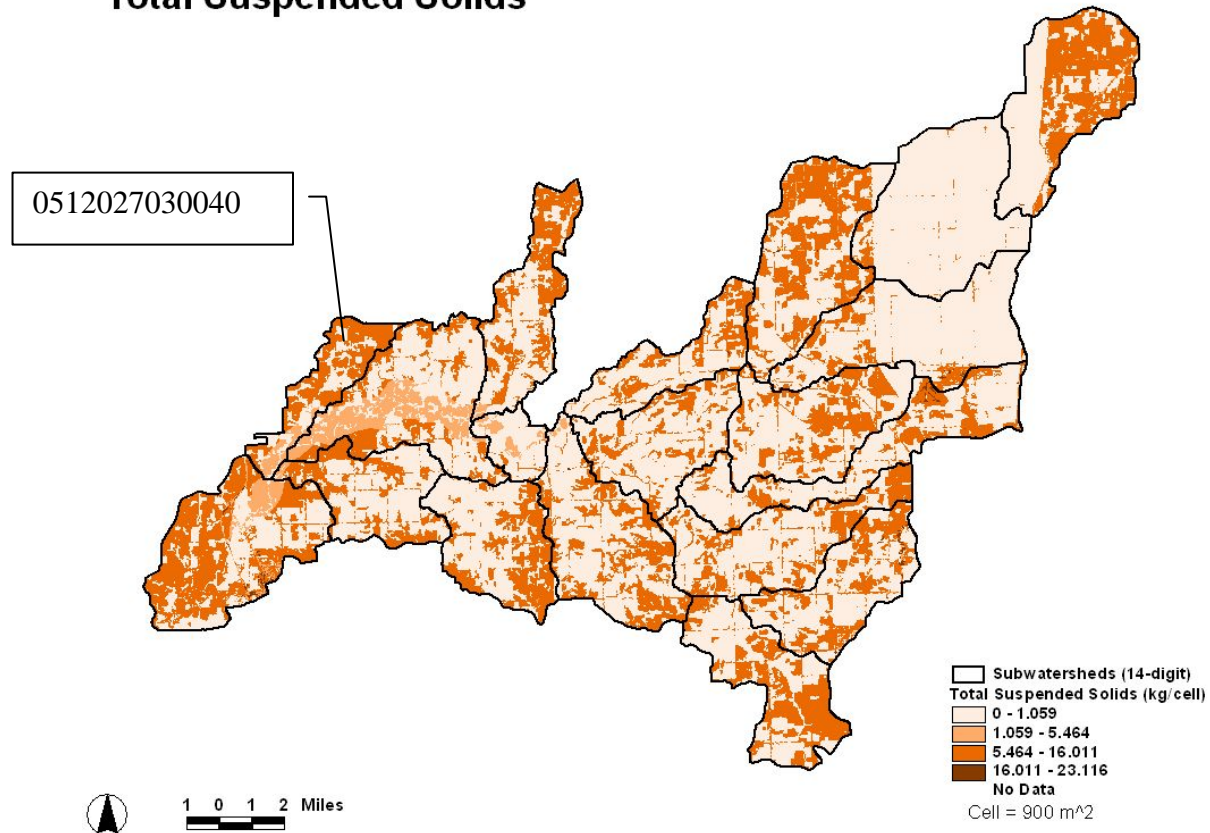 Total Suspended Solids
0512027030040
Subwatersheds (14-digit)
Total Suspended Solids (kg/cell)
0 - 1.059
1.059 - 5.464
5.464 - 16.011
16.011 - 23.116
No Data
Cell = 900 m^2
1 0 1 2 Miles